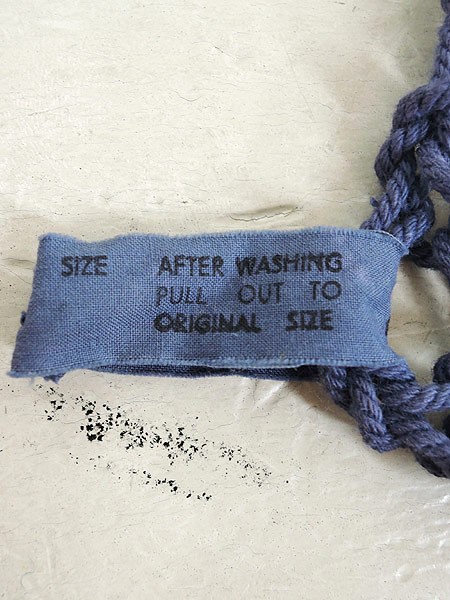 SIZE AFTER WASHING
PULL OUT TO
ORIGINAL SIZE